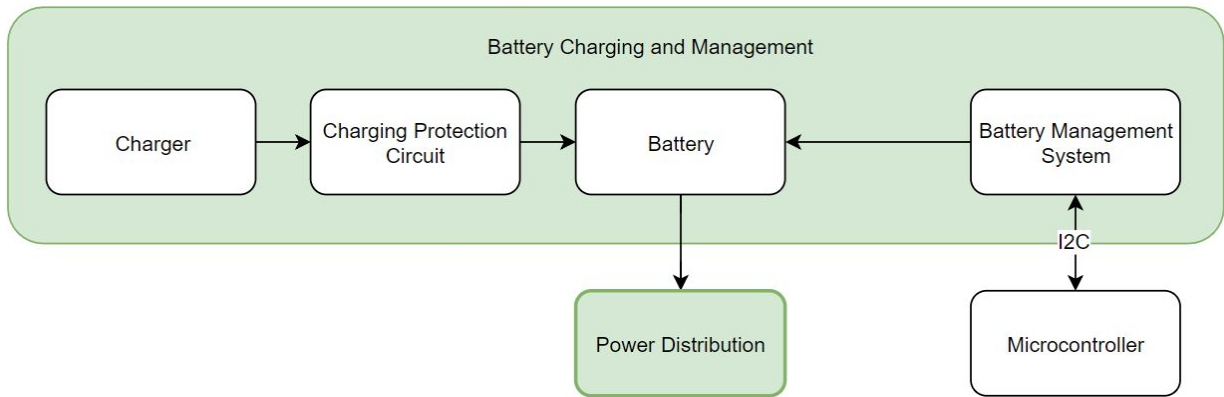 Battery Charging and Management
Charger
Charging Protection
Circuit
Battery
Battery Management
System
I2C
Power Distribution
Microcontroller